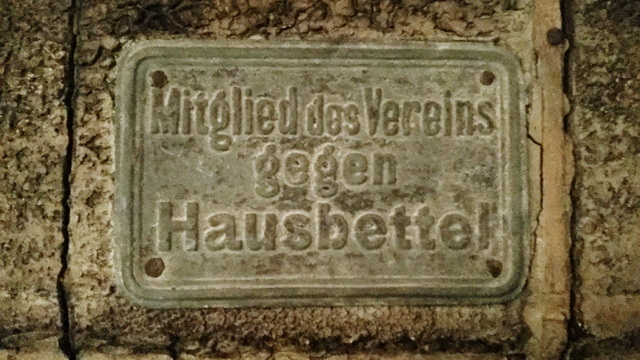 Mitglied des Vereins
gegen
Hausbettel